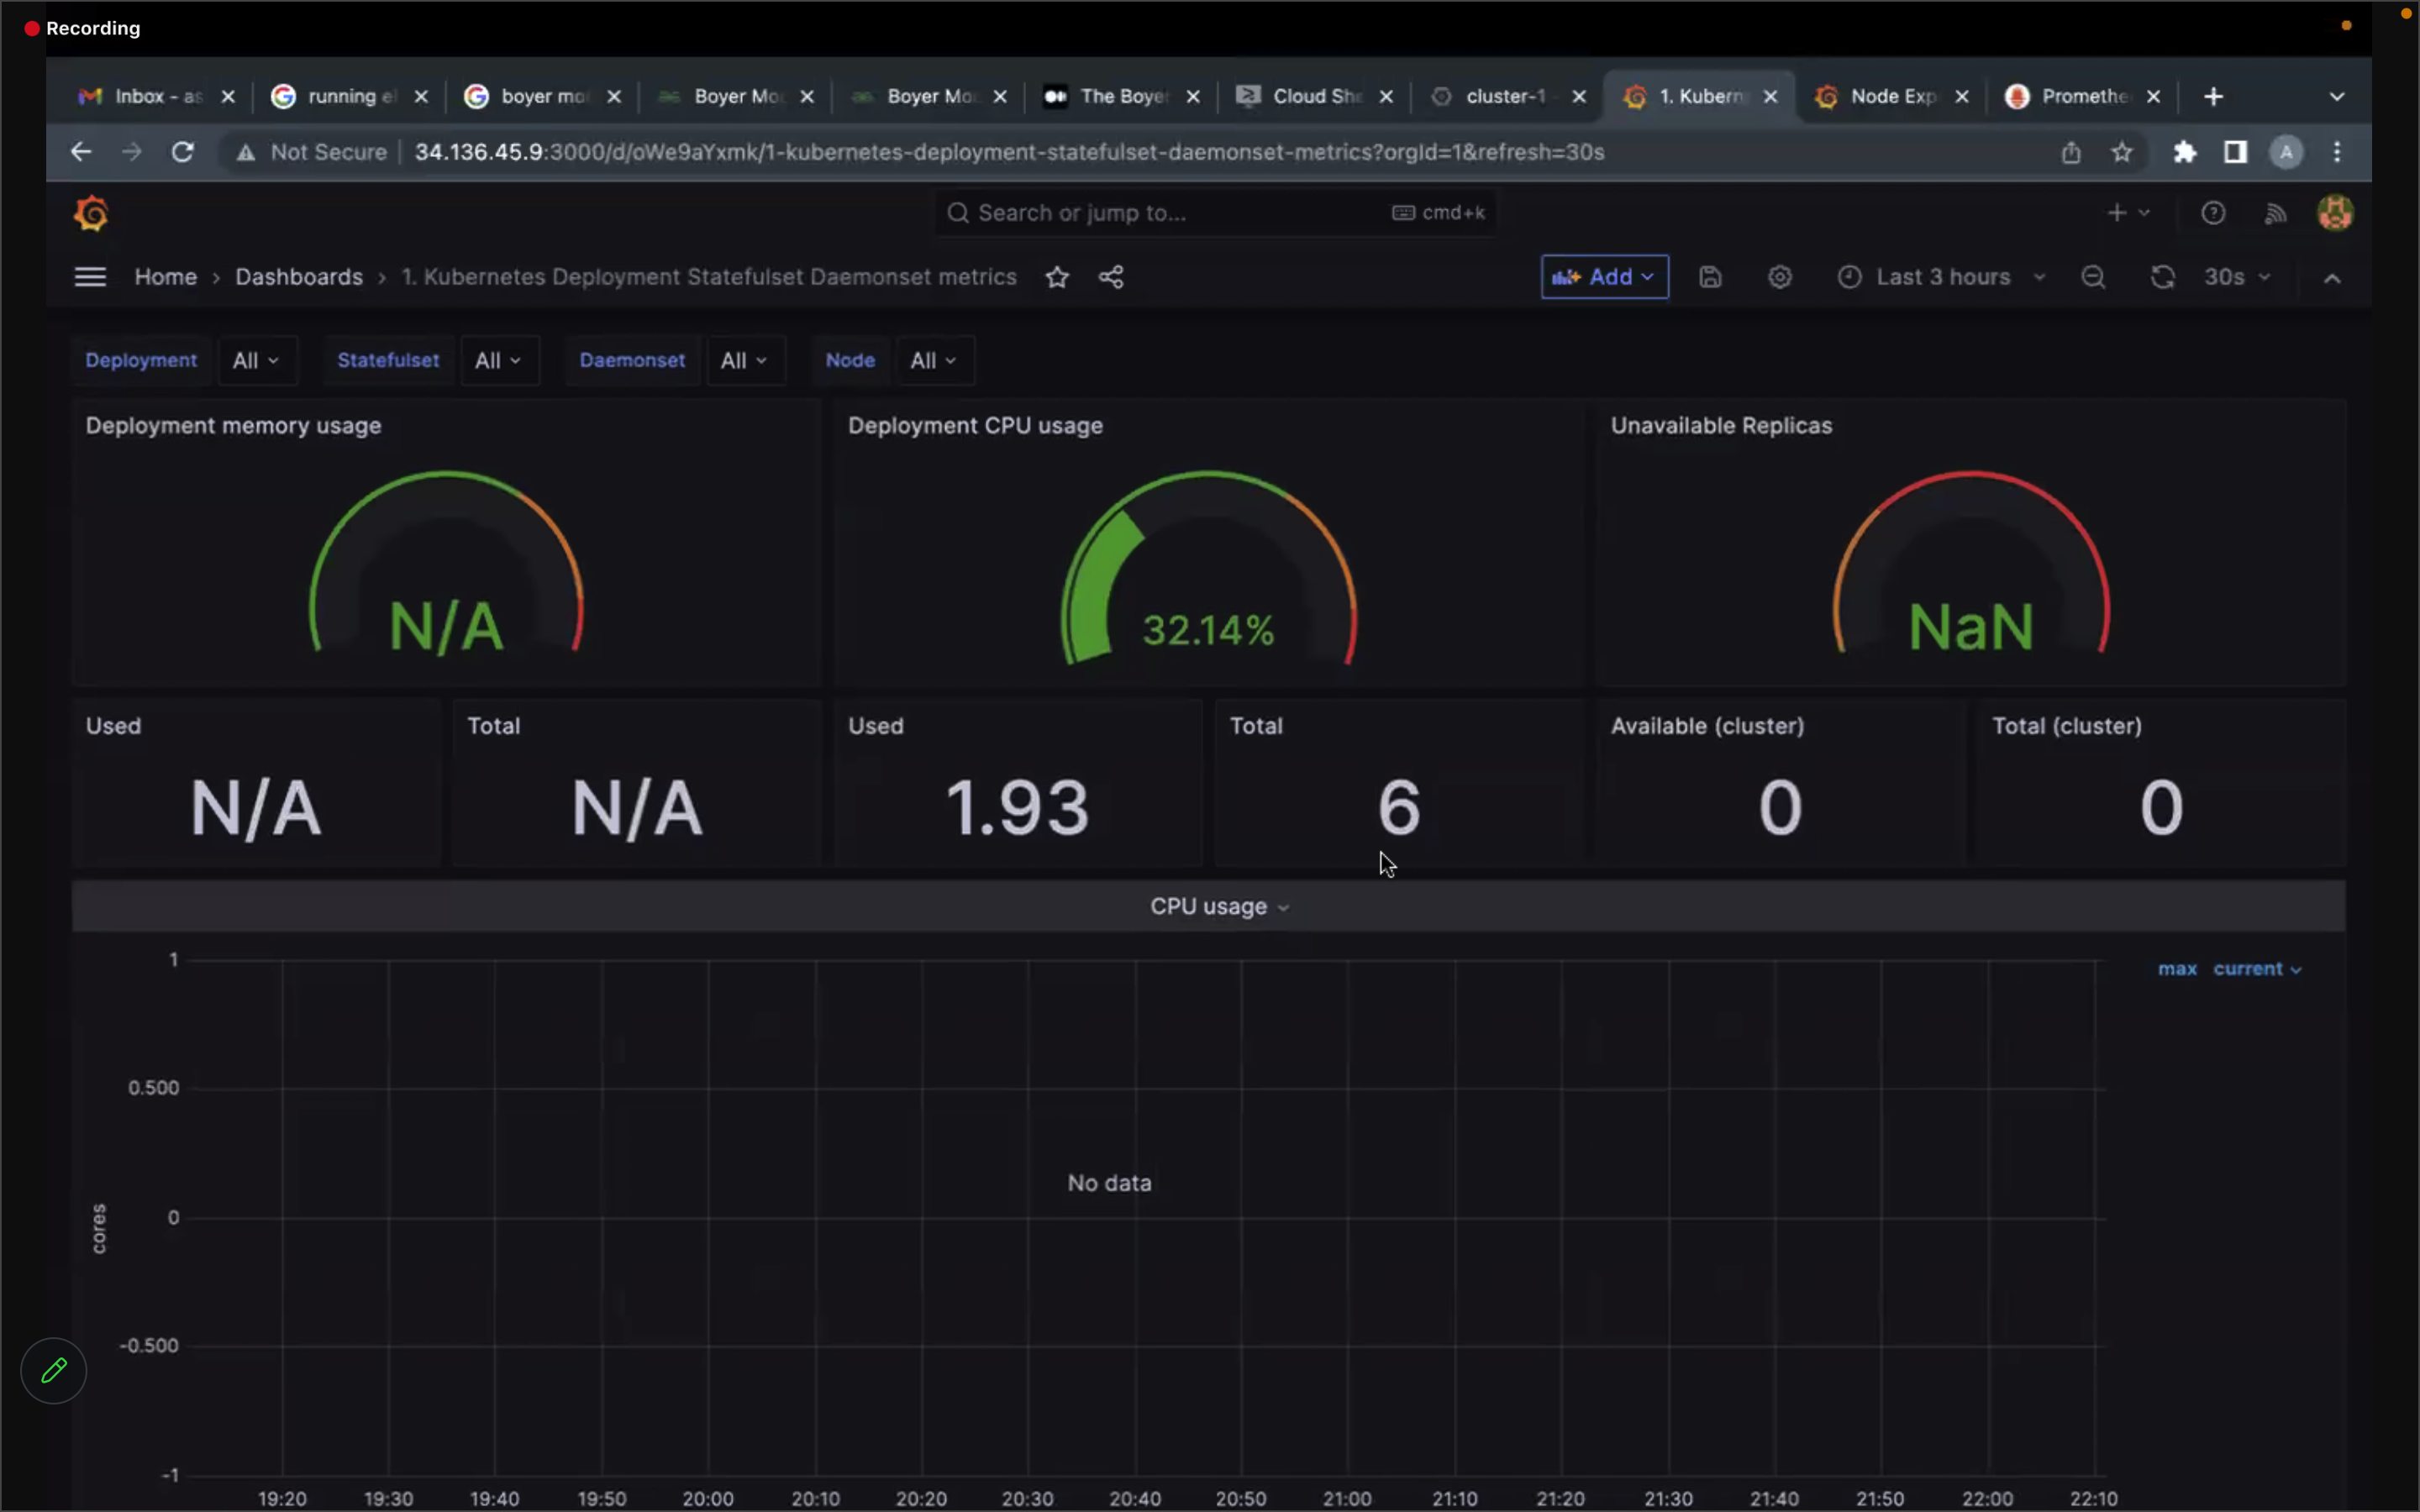 Recording
Inbox - as
running el
boyer mo
Boyer Mo
Boyer Mo
The Boye
Cloud She
cluster-1 -
1. Kubern
Node Exp
Promethe
Not Secure | 34.136.45.9:3000/d/oWe9aYxmk/1-kubernetes-deployment-statefulset-daemonset-metrics?orgId=1&refresh=30s
A
Search or jump to... cmd+k
Home › Dashboards › 1. Kubernetes Deployment Statefulset Daemonset metrics
Add
Last 3 hours
30s
Deployment All Statefulset All Daemonset All Node All
Deployment memory usage
N/A
Deployment CPU usage
32.14%
Unavailable Replicas
NaN
Used
N/A
Total
N/A
Used
1.93
Total
6
Available (cluster)
0
Total (cluster)
0
CPU usage
max current
1
0.500
0
-0.500
-1
cores
No data
19:20 19:30 19:40 19:50 20:00 20:10 20:20 20:30 20:40 20:50 21:00 21:10 21:20 21:30 21:40 21:50 22:00 22:10